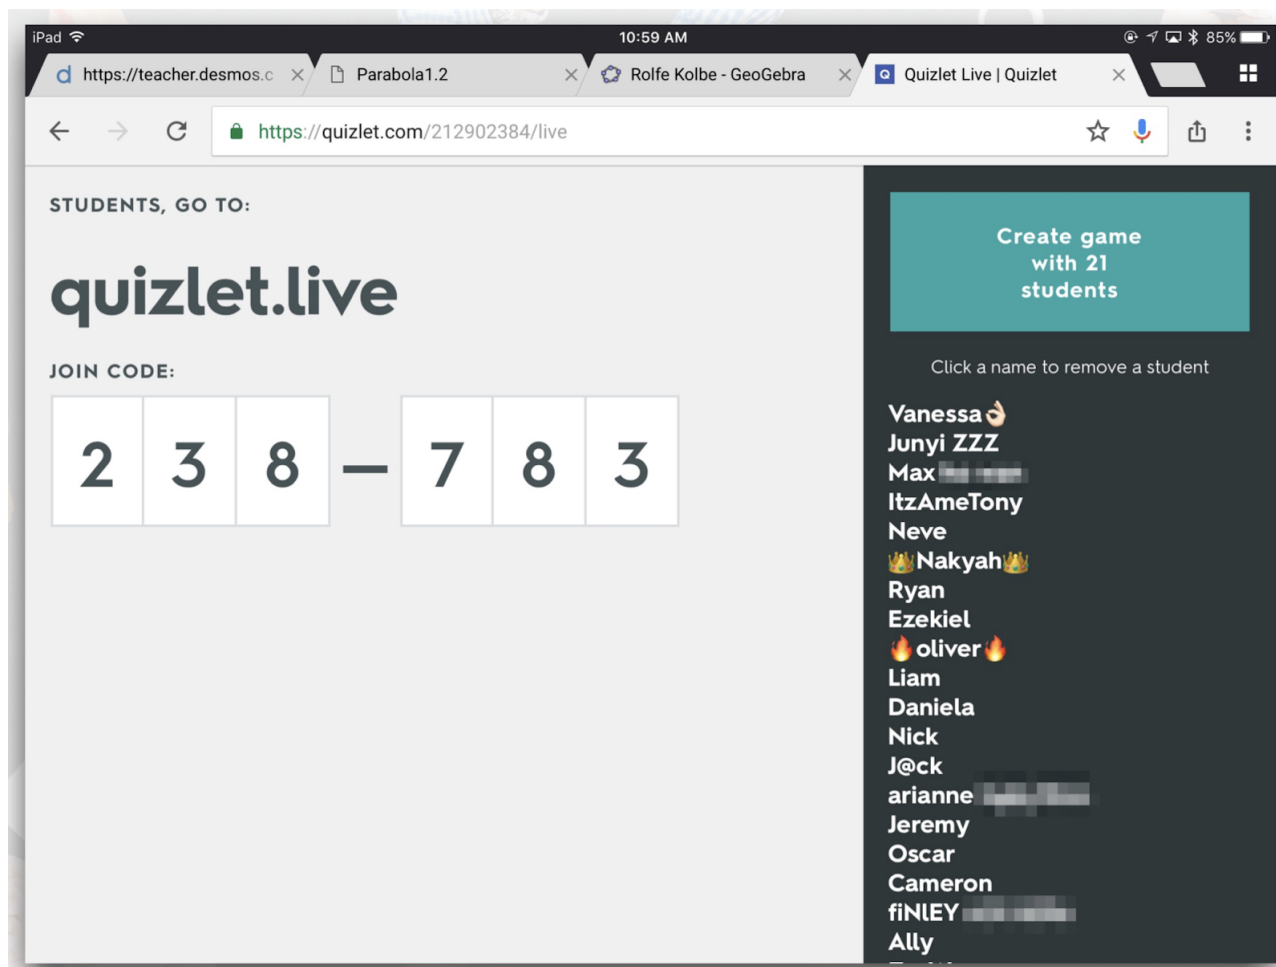 iPad 10:59 AM 85%
https://teacher.desmos.c Parabola1.2 Rolfe Kolbe - GeoGebra Quizlet Live | Quizlet
https://quizlet.com/212902384/live
STUDENTS, GO TO:
quizlet.live
JOIN CODE:
2 3 8 — 7 8 3
Create game
with 21
students
Click a name to remove a student
Vanessa👌🏻
Junyi ZZZ
Max
ItzAmeTony
Neve
👑Nakyah👑
Ryan
Ezekiel
🔥oliver🔥
Liam
Daniela
Nick
J@ck
arianne
Jeremy
Oscar
Cameron
fiNlEY
Ally